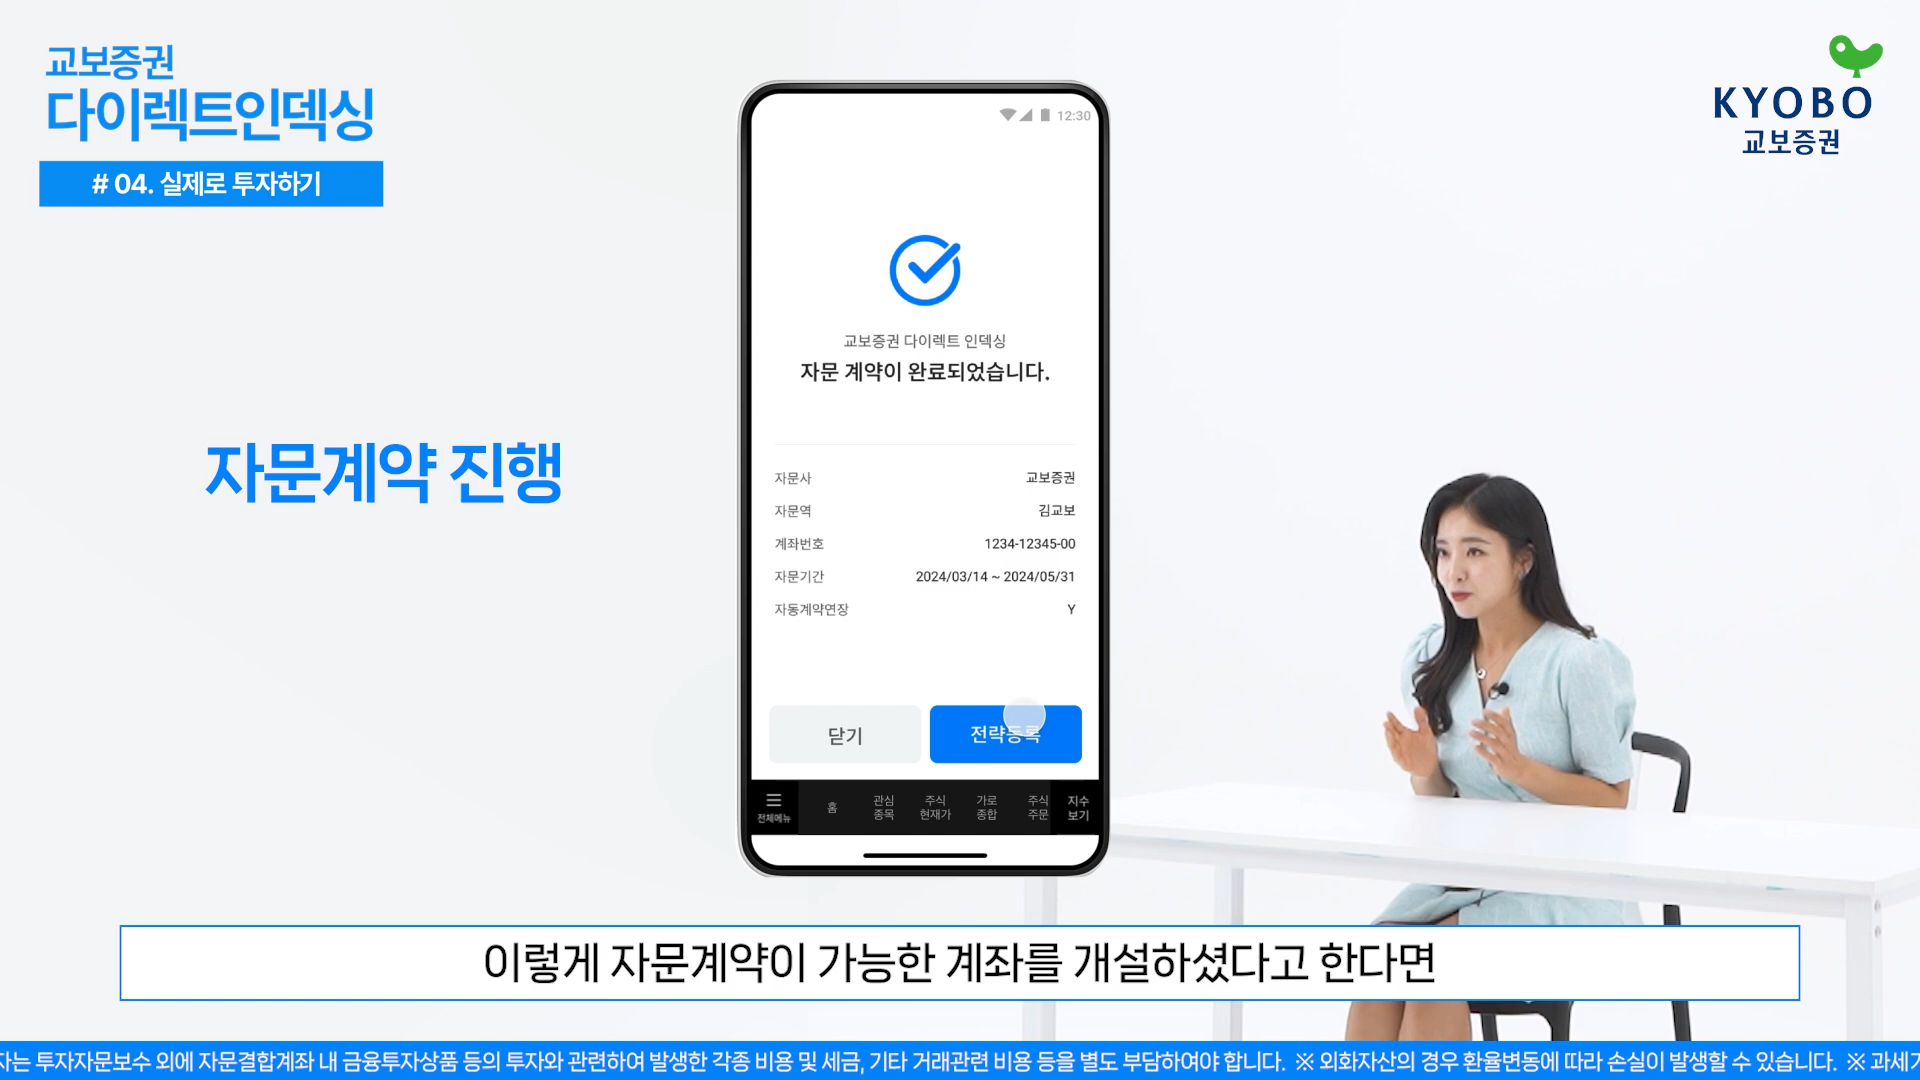 교보증권
다이렉트인덱싱
# 04. 실제로 투자하기
KYOBO
교보증권
12:30
교보증권 다이렉트 인덱싱
자문 계약이 완료되었습니다.
자문계약 진행
자문사 교보증권
자문역 김교보
계좌번호 1234-12345-00
자문기간 2024/03/14 ~ 2024/05/31
자동계약연장 Y
닫기 전략등록
전체메뉴
홈
관심
종목
주식
현재가
가로
종합
주식
주문
지수
보기
이렇게 자문계약이 가능한 계좌를 개설하셨다고 한다면
자는 투자자문보수 외에 자문결합계좌 내 금융투자상품 등의 투자와 관련하여 발생한 각종 비용 및 세금, 기타 거래관련 비용 등을 별도 부담하여야 합니다. ※ 외화자산의 경우 환율변동에 따라 손실이 발생할 수 있습니다. ※ 과세